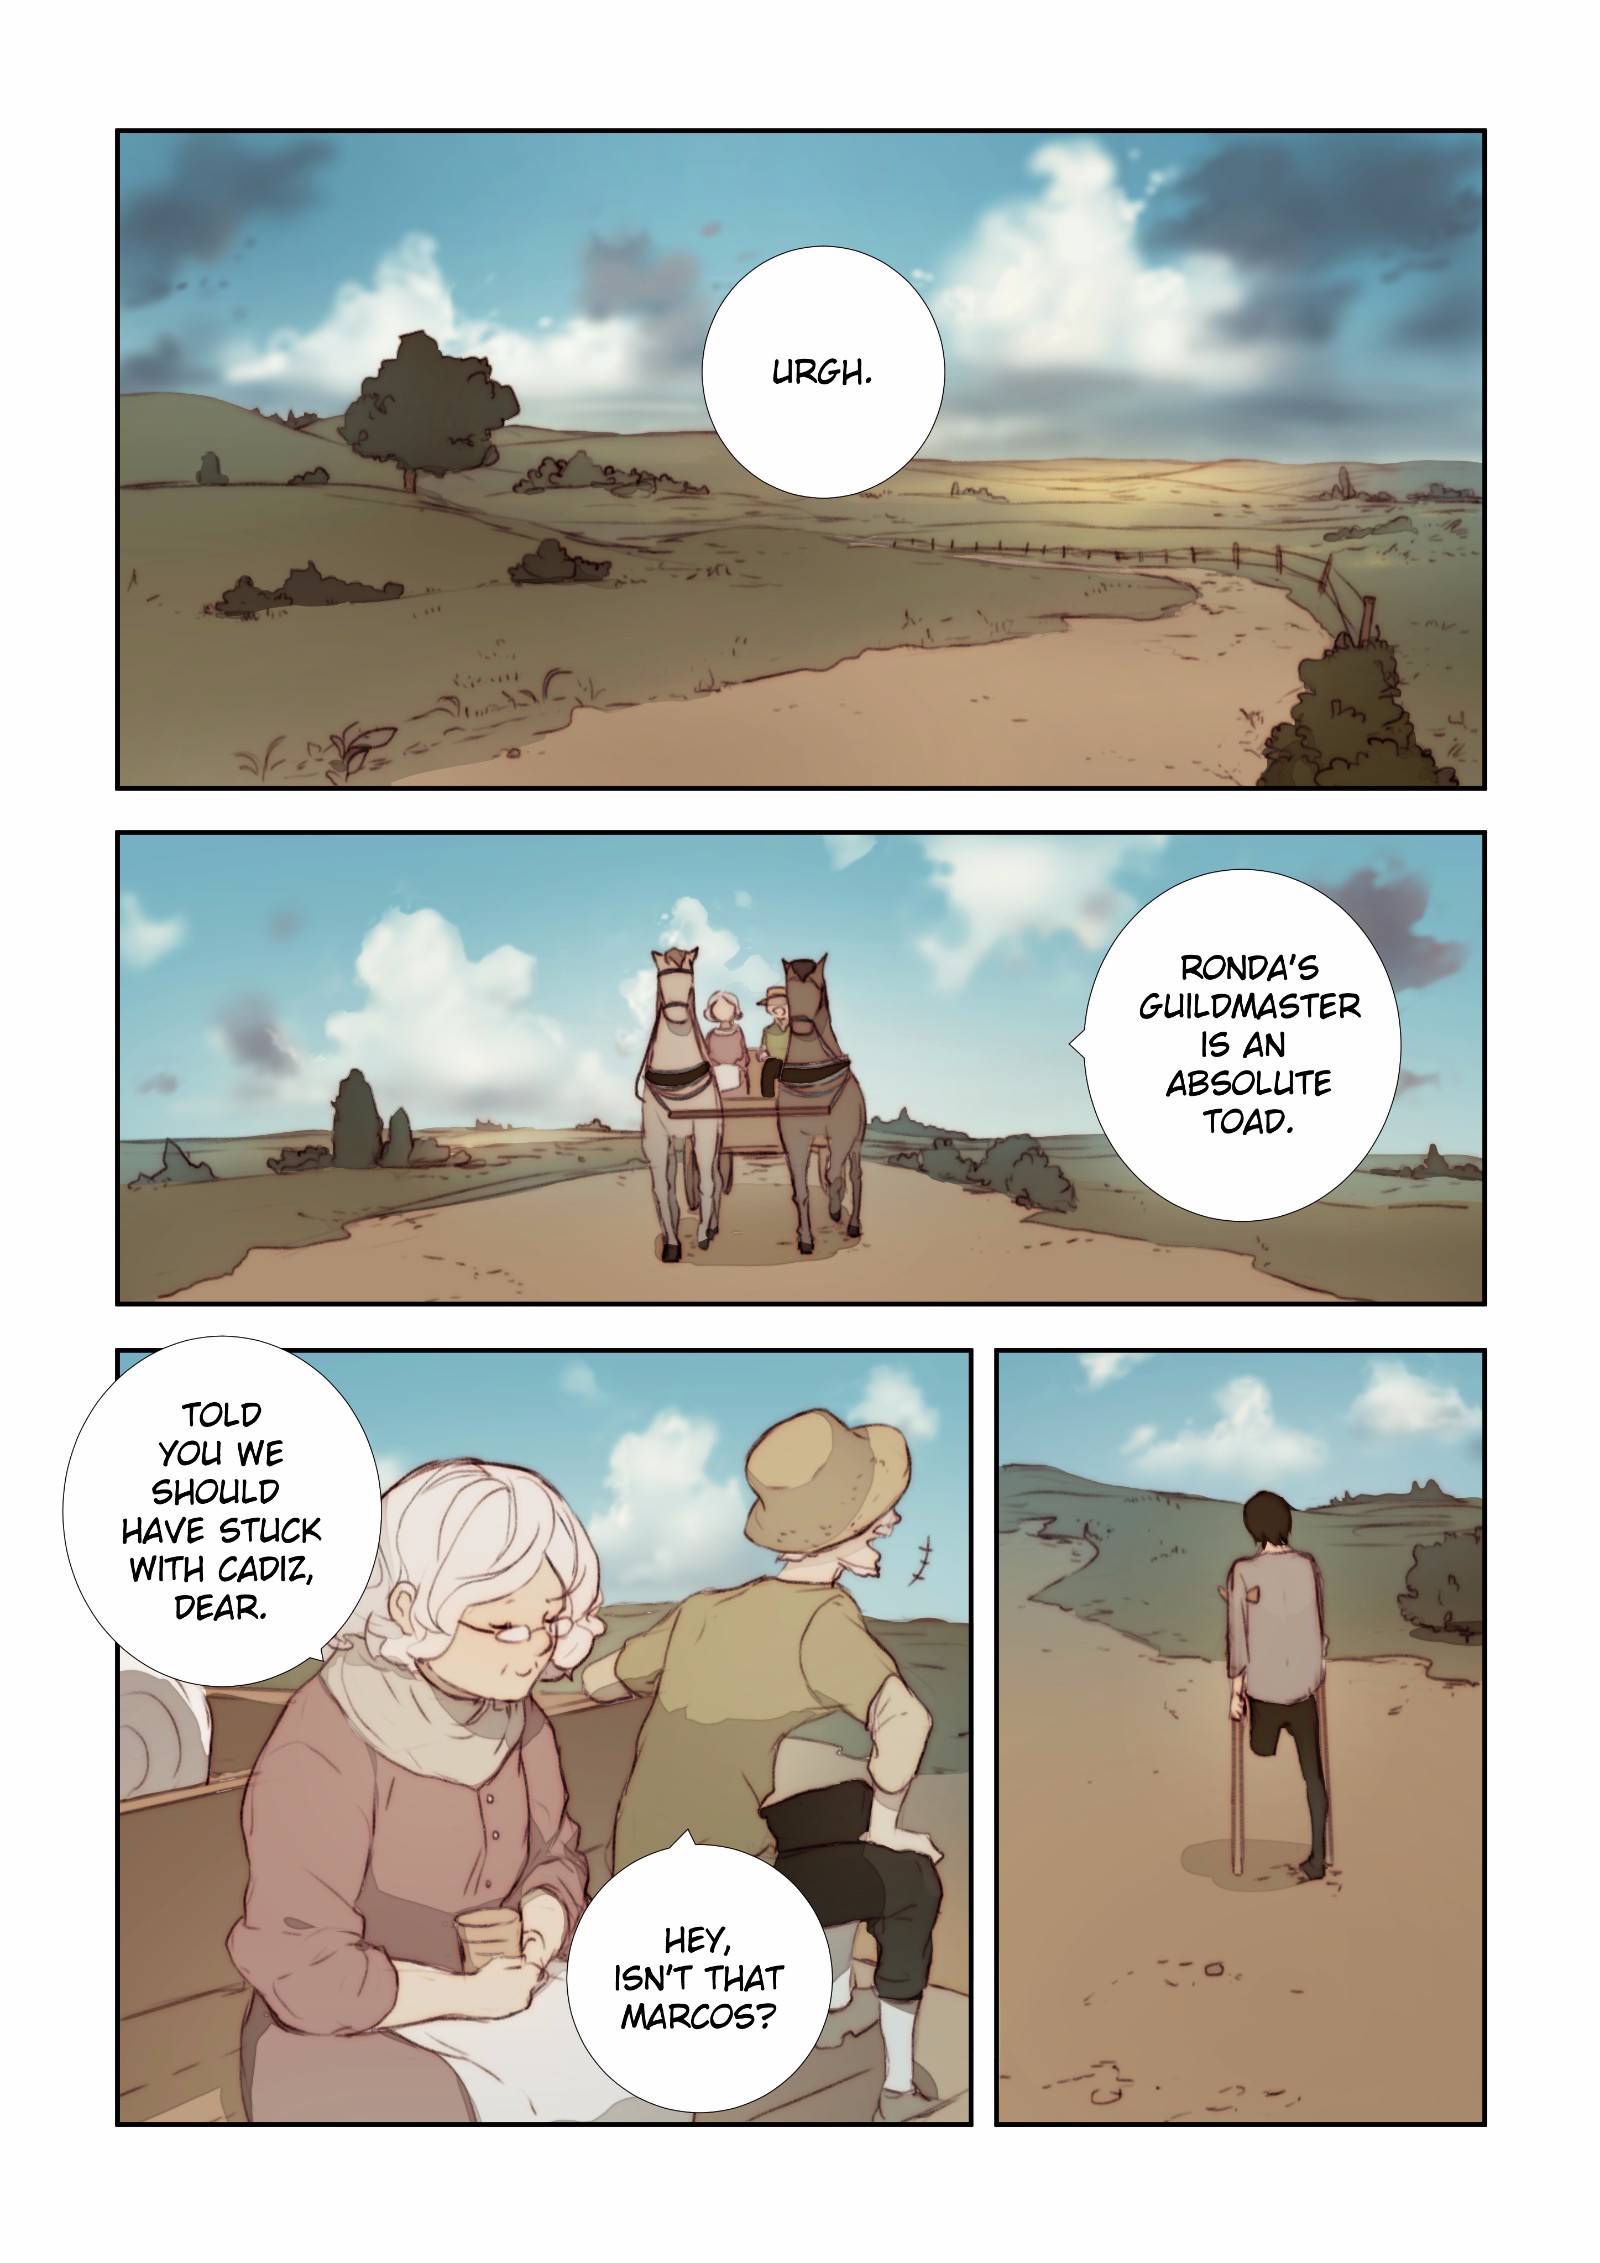 URGH.
RONDA'S
GUILDMASTER
IS AN
ABSOLUTE
TOAD.
TOLD
YOU WE
SHOULD
HAVE STUCK
WITH CADIZ,
DEAR.
HEY,
ISN'T THAT
MARCOS?